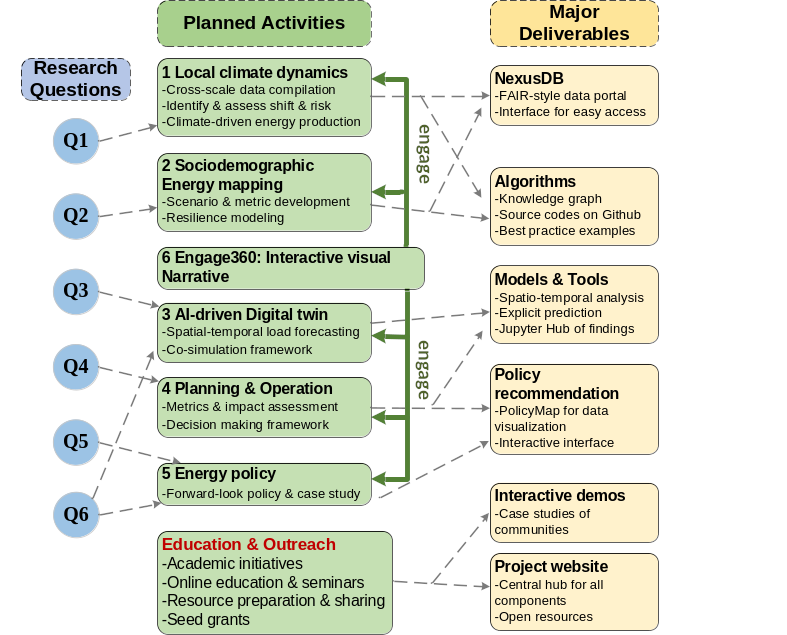 Research
Questions
Q1
Q2
Q3
Q4
Q5
Q6
Planned Activities
1 Local climate dynamics
-Cross-scale data compilation
-Identify & assess shift & risk
-Climate-driven energy production
2 Sociodemographic
Energy mapping
-Scenario & metric development
-Resilience modeling
6 Engage360: Interactive visual
Narrative
3 AI-driven Digital twin
-Spatial-temporal load forecasting
-Co-simulation framework
4 Planning & Operation
-Metrics & impact assessment
-Decision making framework
5 Energy policy
-Forward-look policy & case study
Education & Outreach
-Academic initiatives
-Online education & seminars
-Resource preparation & sharing
-Seed grants
engage
engage
Major
Deliverables
NexusDB
-FAIR-style data portal
-Interface for easy access
Algorithms
-Knowledge graph
-Source codes on Github
-Best practice examples
Models & Tools
-Spatio-temporal analysis
-Explicit prediction
-Jupyter Hub of findings
Policy
recommendation
-PolicyMap for data
visualization
-Interactive interface
Interactive demos
-Case studies of
communities
Project website
-Central hub for all
components
-Open resources